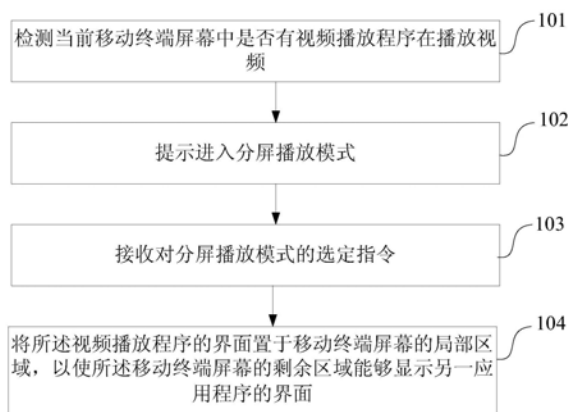 检测当前移动终端屏幕中是否有视频播放程序在播放视
频
101
提示进入分屏播放模式
102
接收对分屏播放模式的选定指令
103
将所述视频播放程序的界面置于移动终端屏幕的局部区
域，以使所述移动终端屏幕的剩余区域能够显示另一应
用程序的界面
104